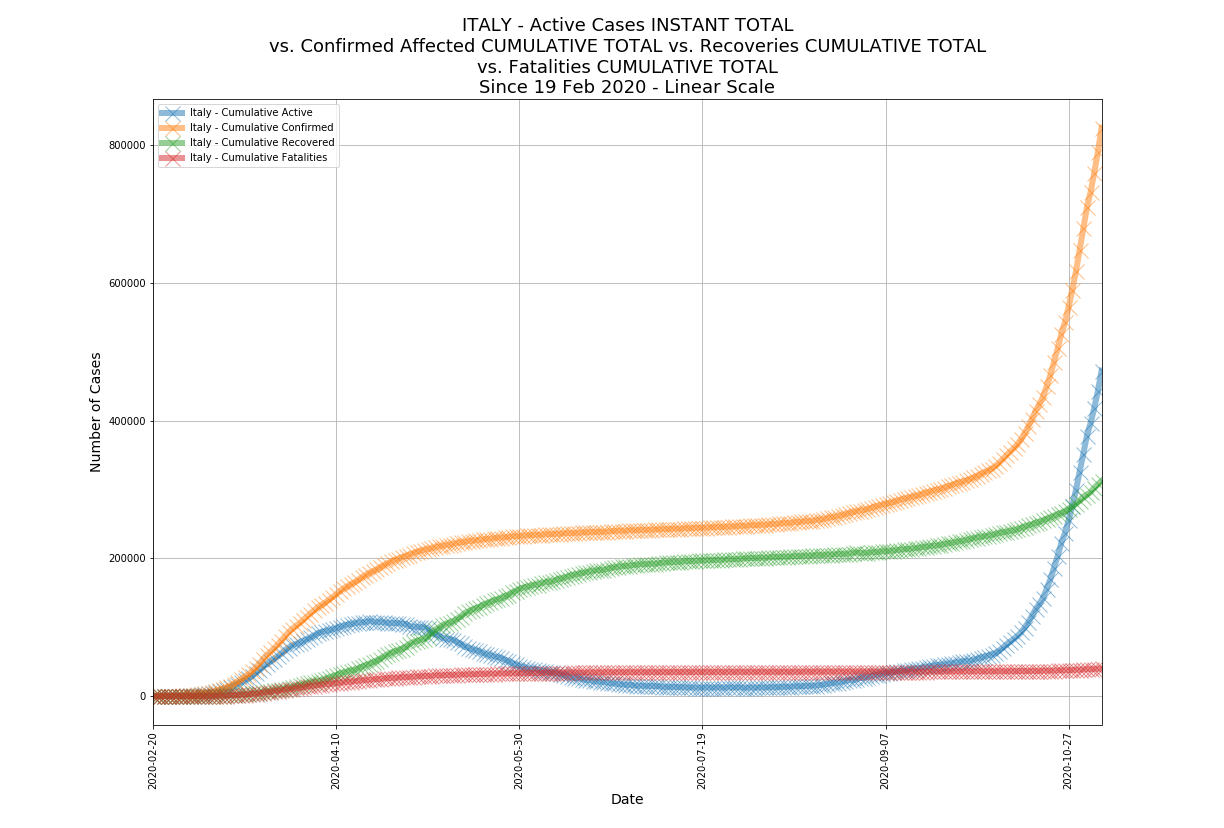 ITALY - Active Cases INSTANT TOTAL
vs. Confirmed Affected CUMULATIVE TOTAL vs. Recoveries CUMULATIVE TOTAL
vs. Fatalities CUMULATIVE TOTAL
Since 19 Feb 2020 - Linear Scale
Italy - Cumulative Active
Italy - Cumulative Confirmed
Italy - Cumulative Recovered
Italy - Cumulative Fatalities
Number of Cases
800000
600000
400000
200000
0
2020-02-20
2020-04-10
2020-05-30
2020-07-19
2020-09-07
2020-10-27
Date